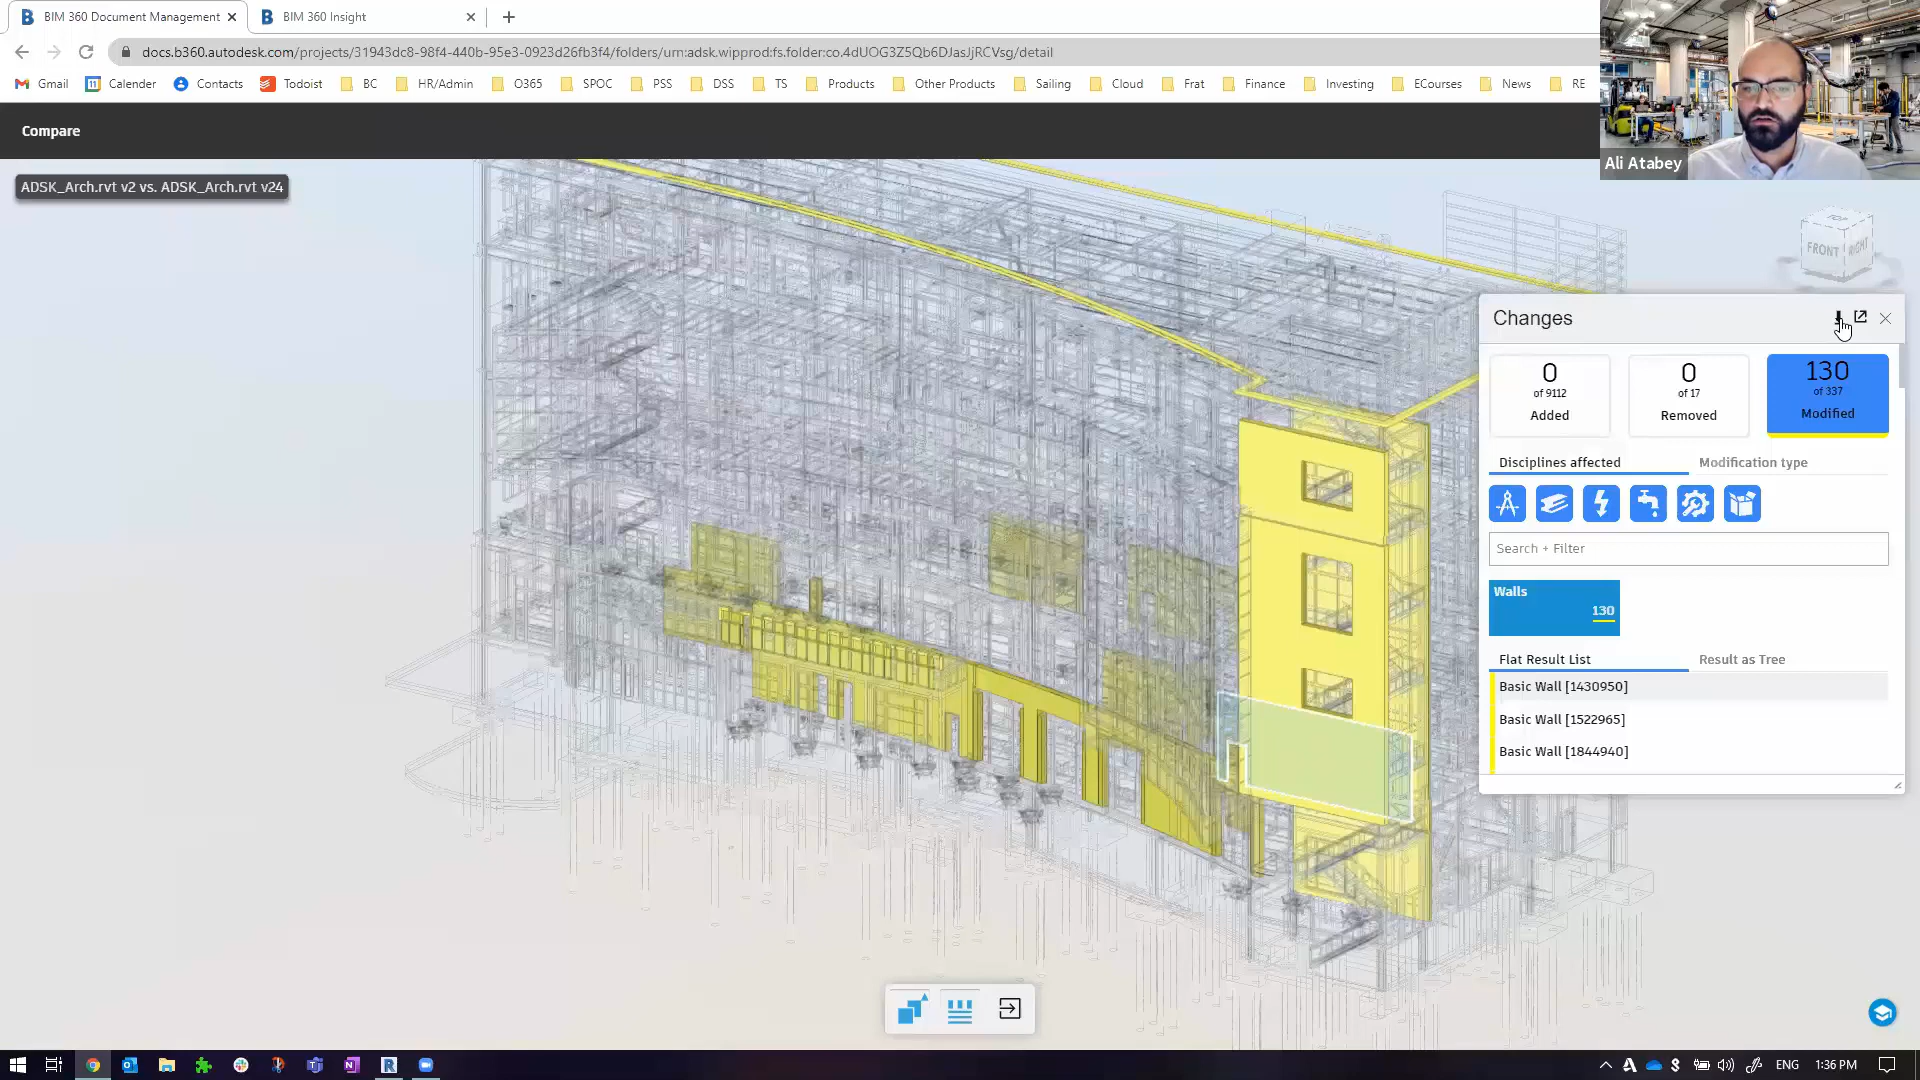 BIM 360 Document Management
BIM 360 Insight
docs.b360.autodesk.com/projects/31943dc8-98f4-440b-95e3-0923d26fb3f4/folders/urn:adsk.wipprod:fs.folder:co.4dUOG3Z5Qb6DJasJjRCVsg/detail
Gmail
Calender
Contacts
Todoist
BC
HR/Admin
O365
SPOC
PSS
DSS
TS
Products
Other Products
Sailing
Cloud
Frat
Finance
Investing
ECourses
News
RE
Ali Atabey
Compare
ADSK_Arch.rvt v2 vs. ADSK_Arch.rvt v24
TOP
FRONT
RIGHT
Changes
0
of 9112
Added
0
of 17
Removed
130
of 337
Modified
Disciplines affected
Modification type
Search + Filter
Walls
130
Flat Result List
Result as Tree
Basic Wall [1430950]
Basic Wall [1522965]
Basic Wall [1844940]
ENG
1:36 PM